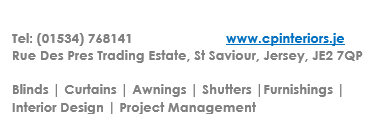 Tel: (01534) 768141 www.cpinteriors.je
Rue Des Pres Trading Estate, St Saviour, Jersey, JE2 7QP
Blinds | Curtains | Awnings | Shutters |Furnishings |
Interior Design | Project Management